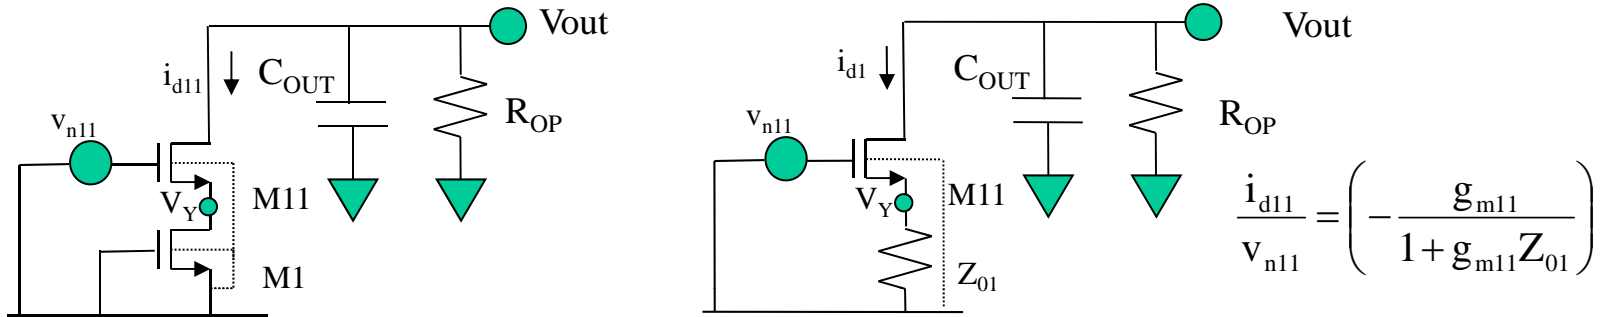 Vout
i_d11
C_OUT
R_OP
v_n11
V_Y
M11
M1
Vout
i_d1
C_OUT
R_OP
v_n11
V_Y
M11
Z_01
i_d11 / v_n11 = ( - g_m11 / (1 + g_m11 Z_01) )